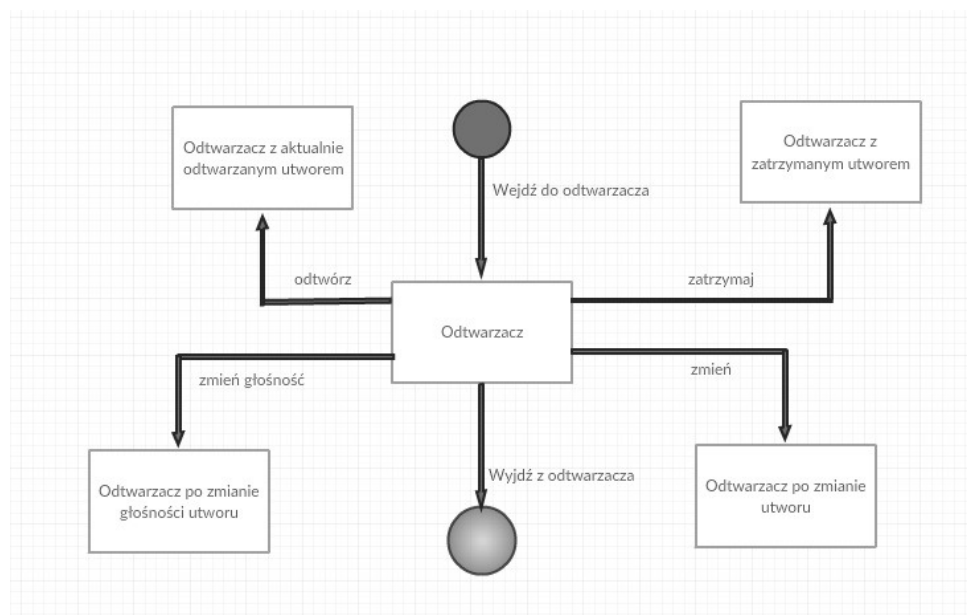 Odtwarzacz z aktualnie
odtwarzanym utworem
Odtwarzacz z
zatrzymanym utworem
Wejdź do odtwarzacza
odtwórz
zatrzymaj
Odtwarzacz
zmień głośność
zmień
Wyjdź z odtwarzacza
Odtwarzacz po zmianie
głośności utworu
Odtwarzacz po zmianie
utworu